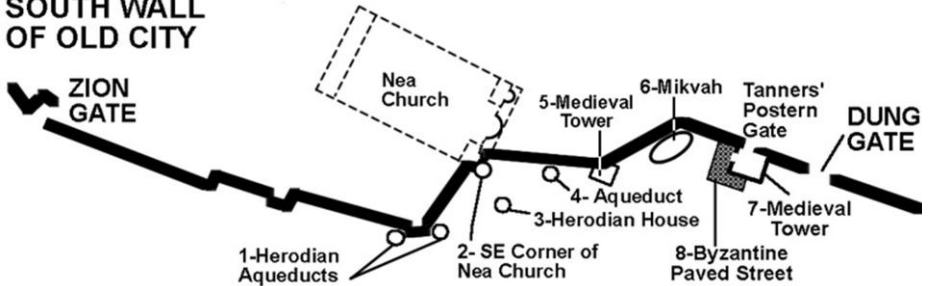 SOUTH WALL
OF OLD CITY
ZION
GATE
Nea
Church
5-Medieval
Tower
6-Mikvah
Tanners'
Postern
Gate
DUNG
GATE
4- Aqueduct
3-Herodian House
7-Medieval
Tower
1-Herodian
Aqueducts
2- SE Corner of
Nea Church
8-Byzantine
Paved Street